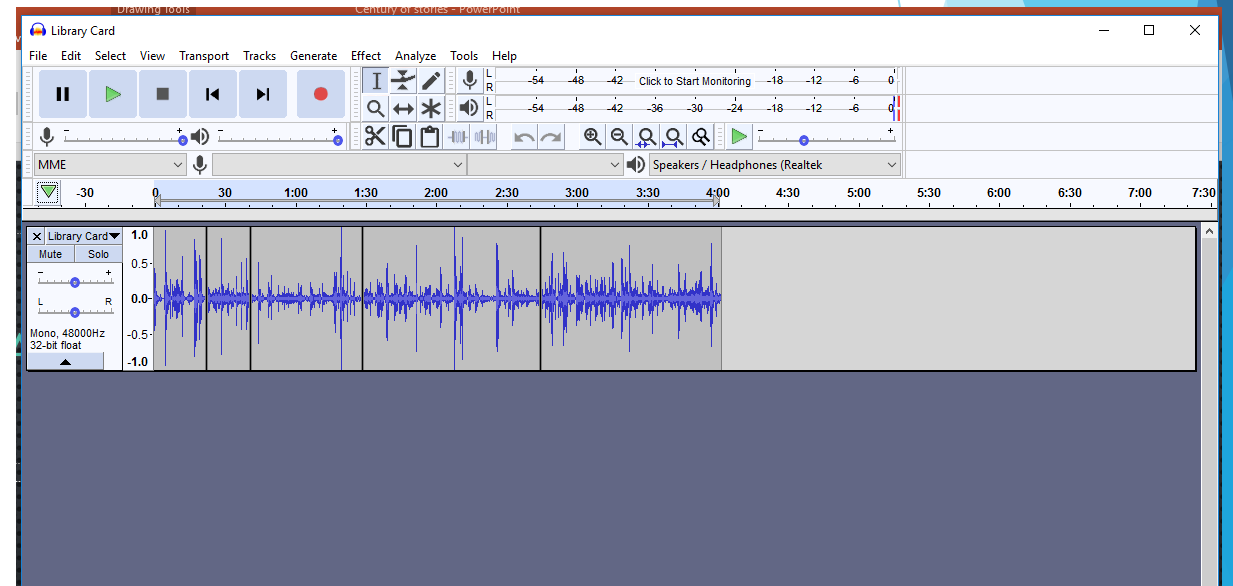 Drawing Tools Century of stories - PowerPoint
Library Card
File Edit Select View Transport Tracks Generate Effect Analyze Tools Help
L R -54 -48 -42 Click to Start Monitoring -18 -12 -6 0
L R -54 -48 -42 -36 -30 -24 -18 -12 -6 0
- + - + - +
MME Speakers / Headphones (Realtek
-30 0 30 1:00 1:30 2:00 2:30 3:00 3:30 4:00 4:30 5:00 5:30 6:00 6:30 7:00 7:30
Library Card 1.0
Mute Solo
- + 0.5
L R 0.0
Mono, 48000Hz -0.5
32-bit float
-1.0